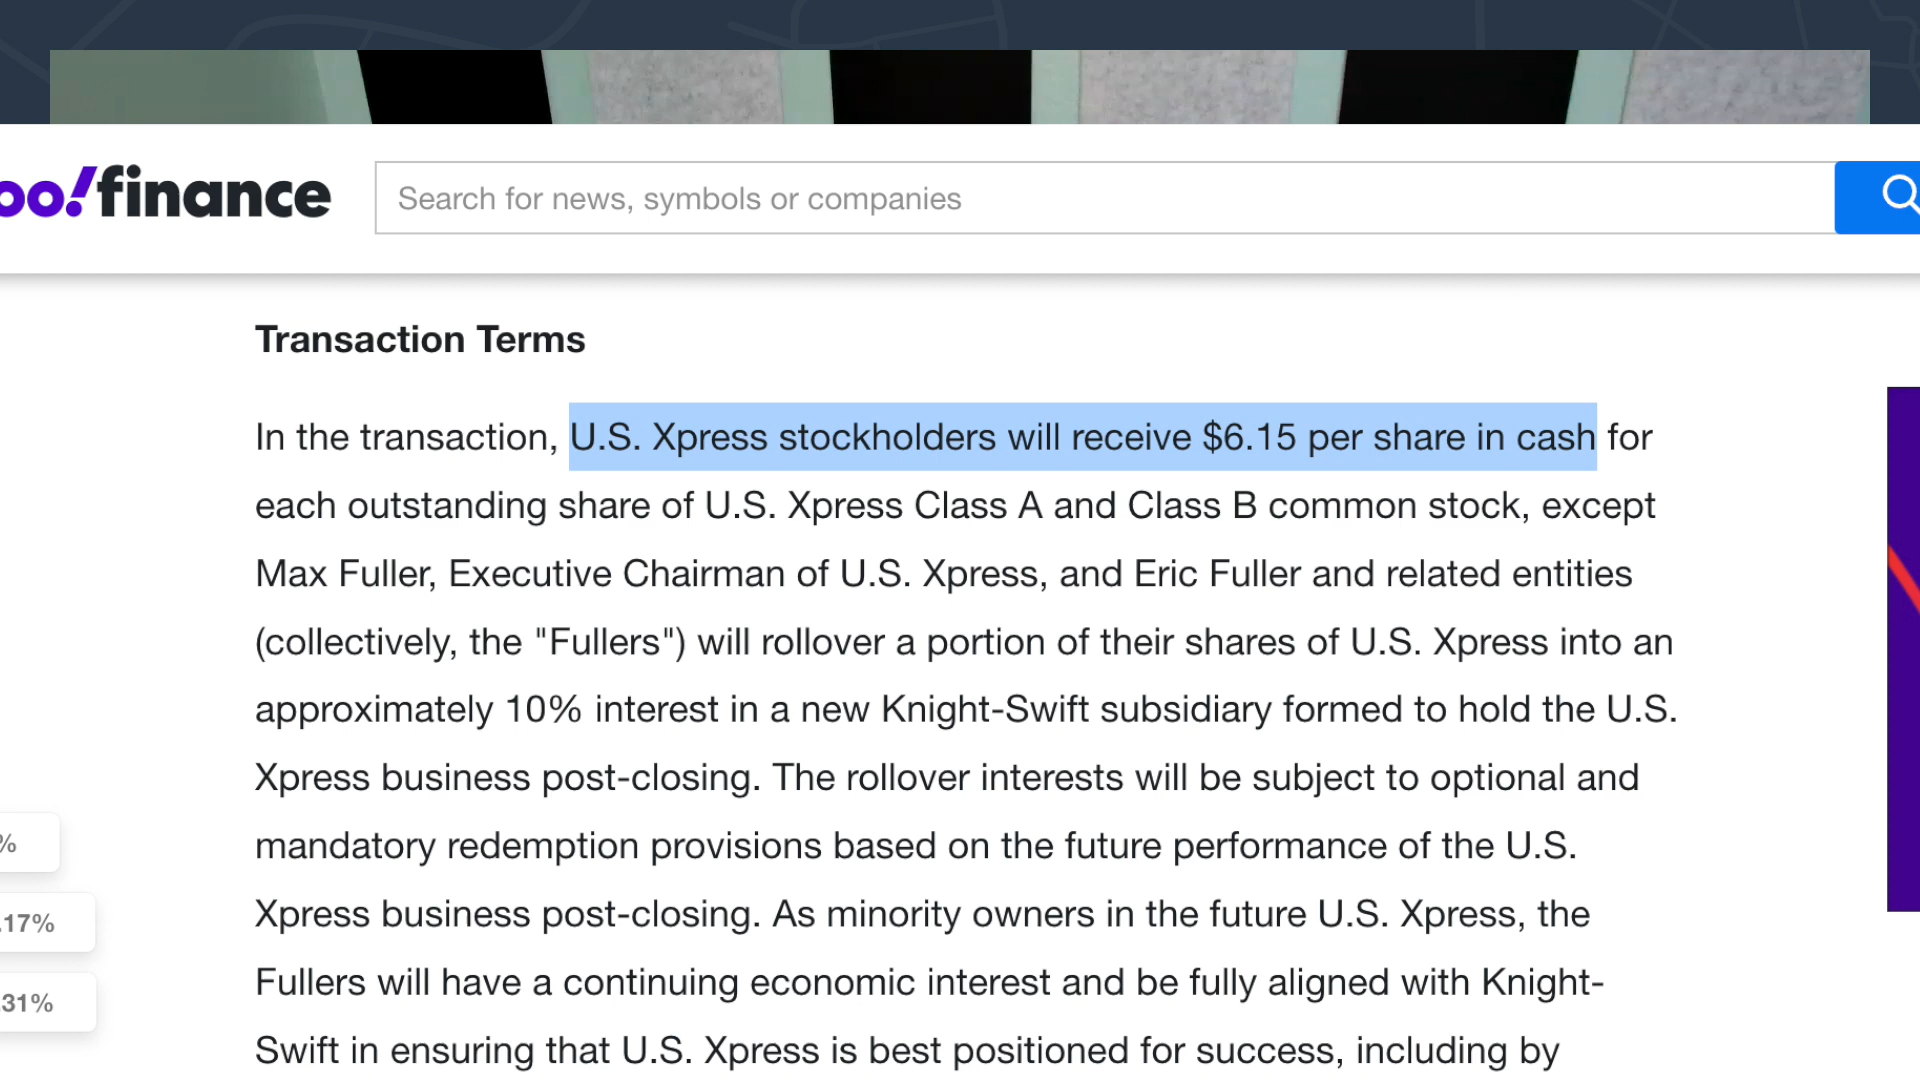 oo!finance
Search for news, symbols or companies
Transaction Terms
In the transaction, U.S. Xpress stockholders will receive $6.15 per share in cash for
each outstanding share of U.S. Xpress Class A and Class B common stock, except
Max Fuller, Executive Chairman of U.S. Xpress, and Eric Fuller and related entities
(collectively, the "Fullers") will rollover a portion of their shares of U.S. Xpress into an
approximately 10% interest in a new Knight-Swift subsidiary formed to hold the U.S.
Xpress business post-closing. The rollover interests will be subject to optional and
mandatory redemption provisions based on the future performance of the U.S.
%
Xpress business post-closing. As minority owners in the future U.S. Xpress, the
.17%
Fullers will have a continuing economic interest and be fully aligned with Knight-
.31%
Swift in ensuring that U.S. Xpress is best positioned for success, including by